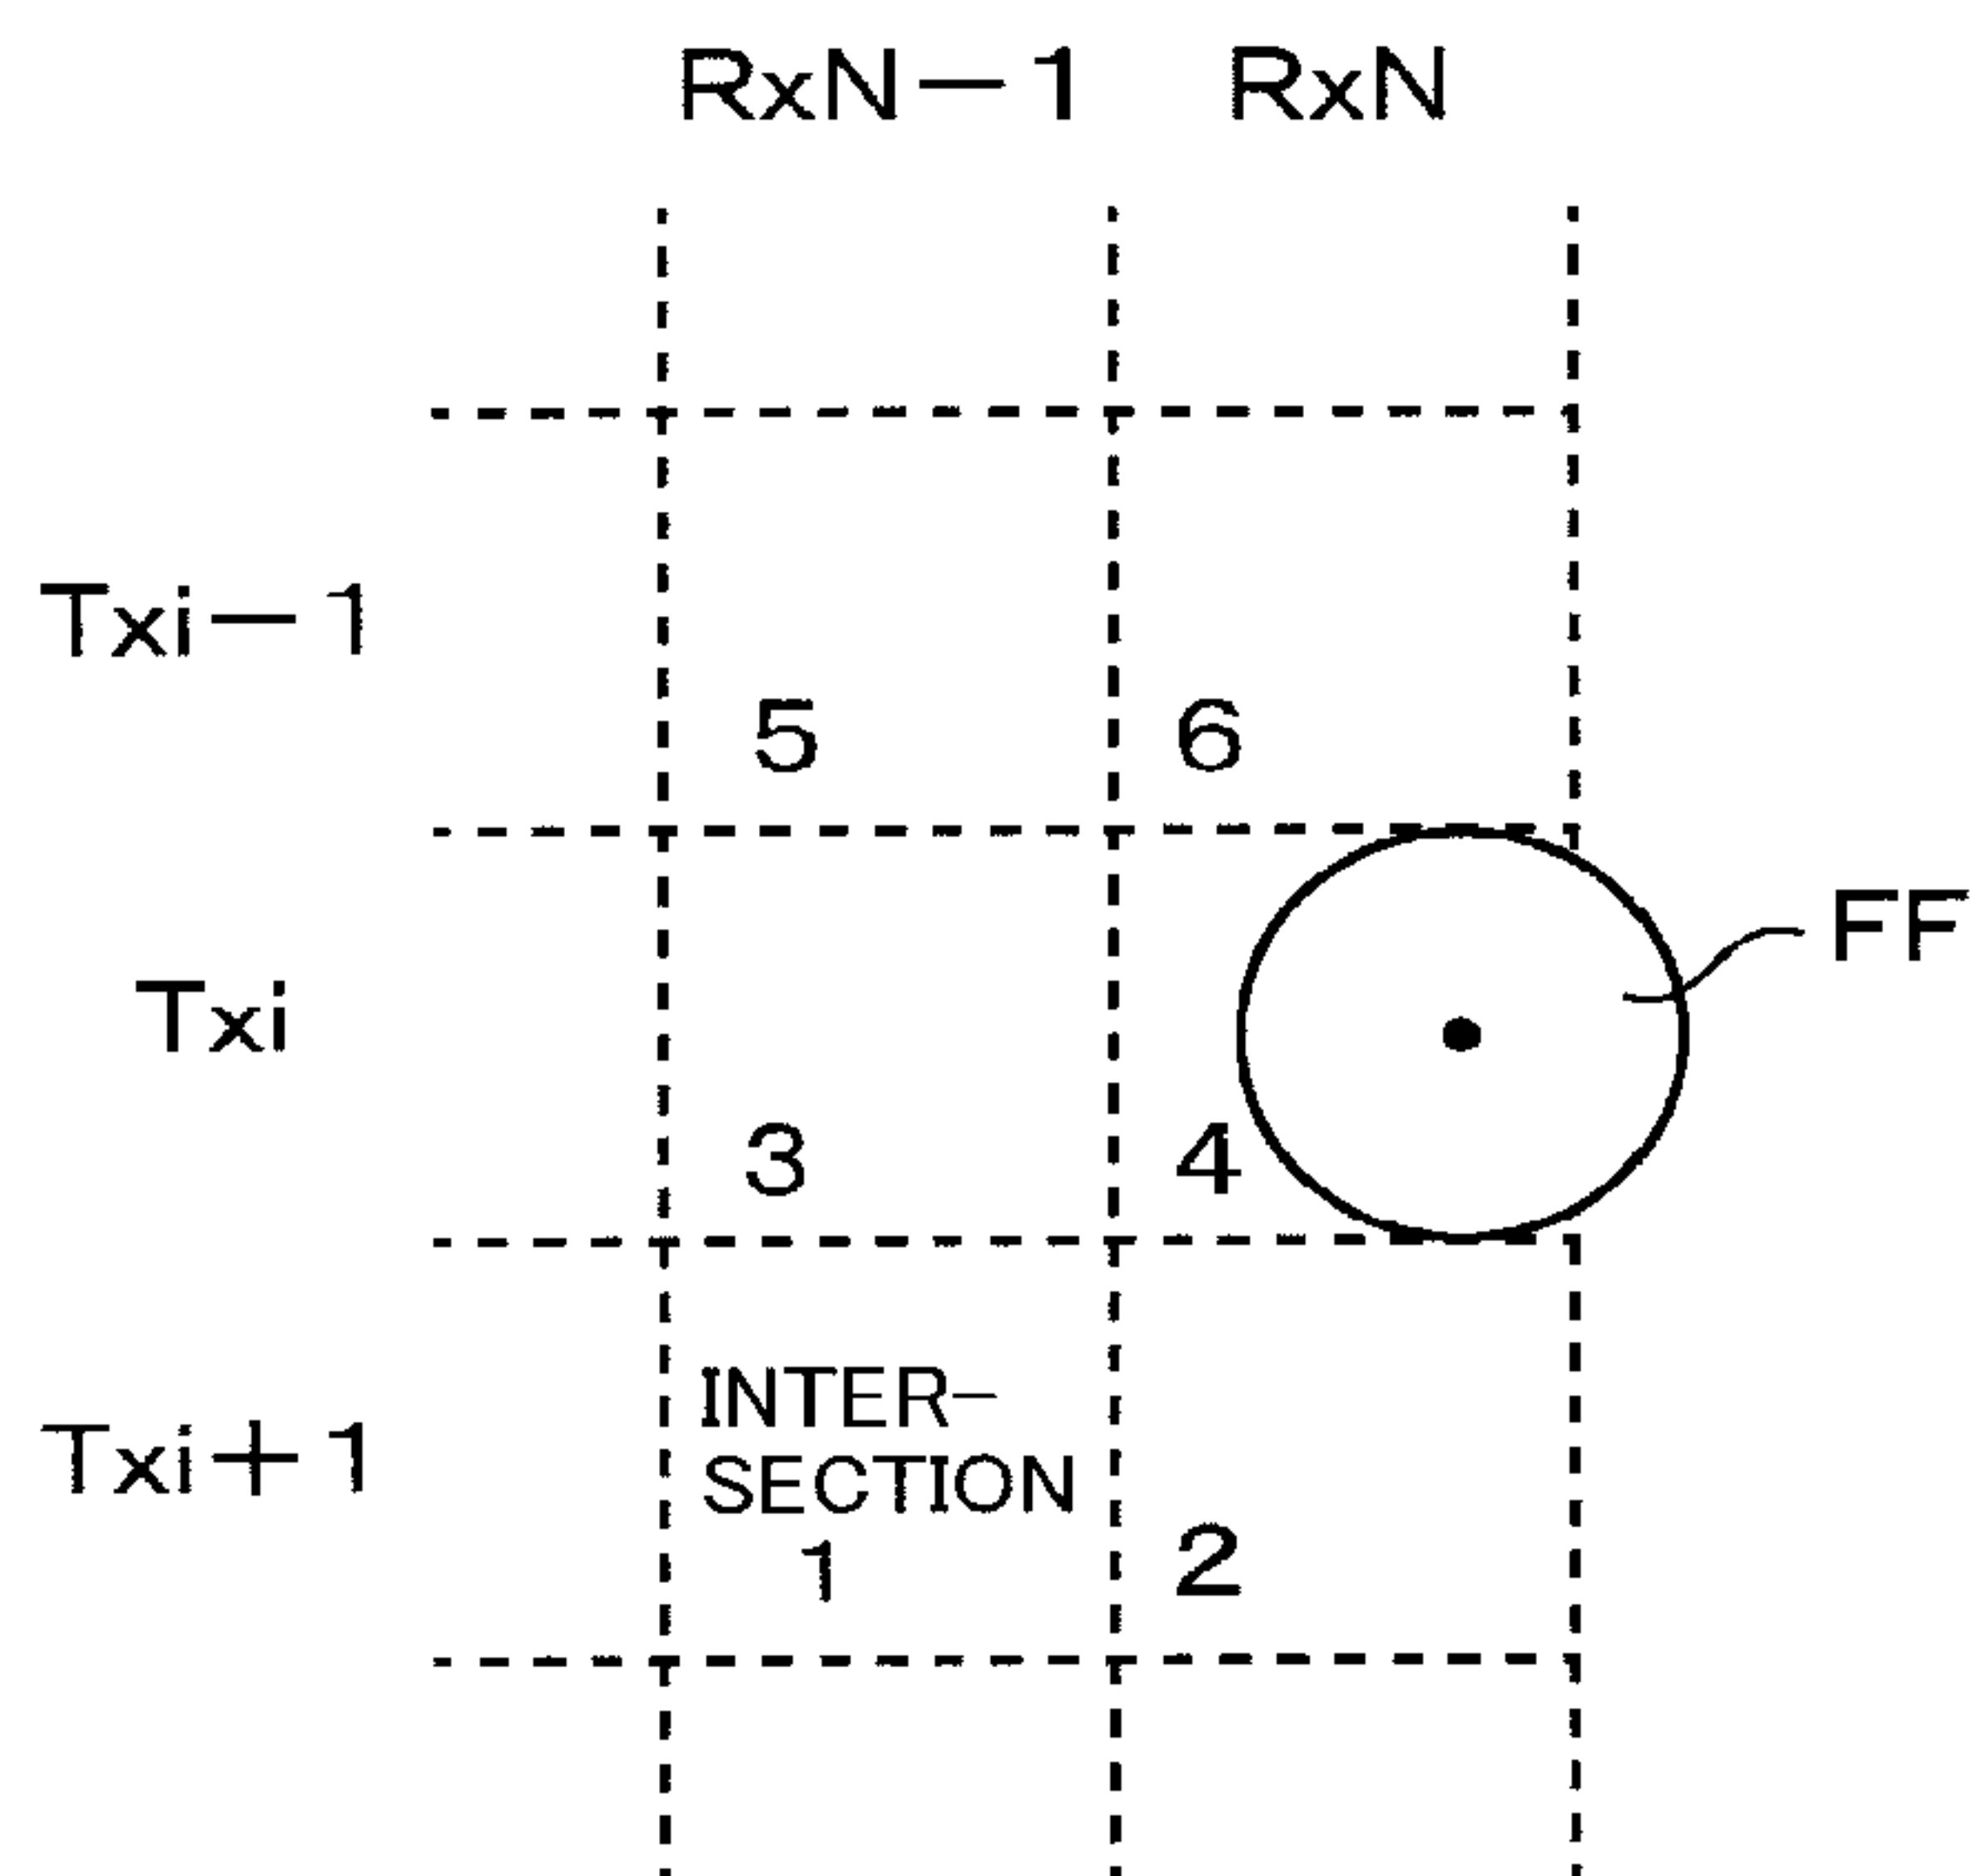 RxN−1 RxN
Txi−1
5 6
FF
Txi
3 4
INTER-
SECTION
Txi+1
1 2